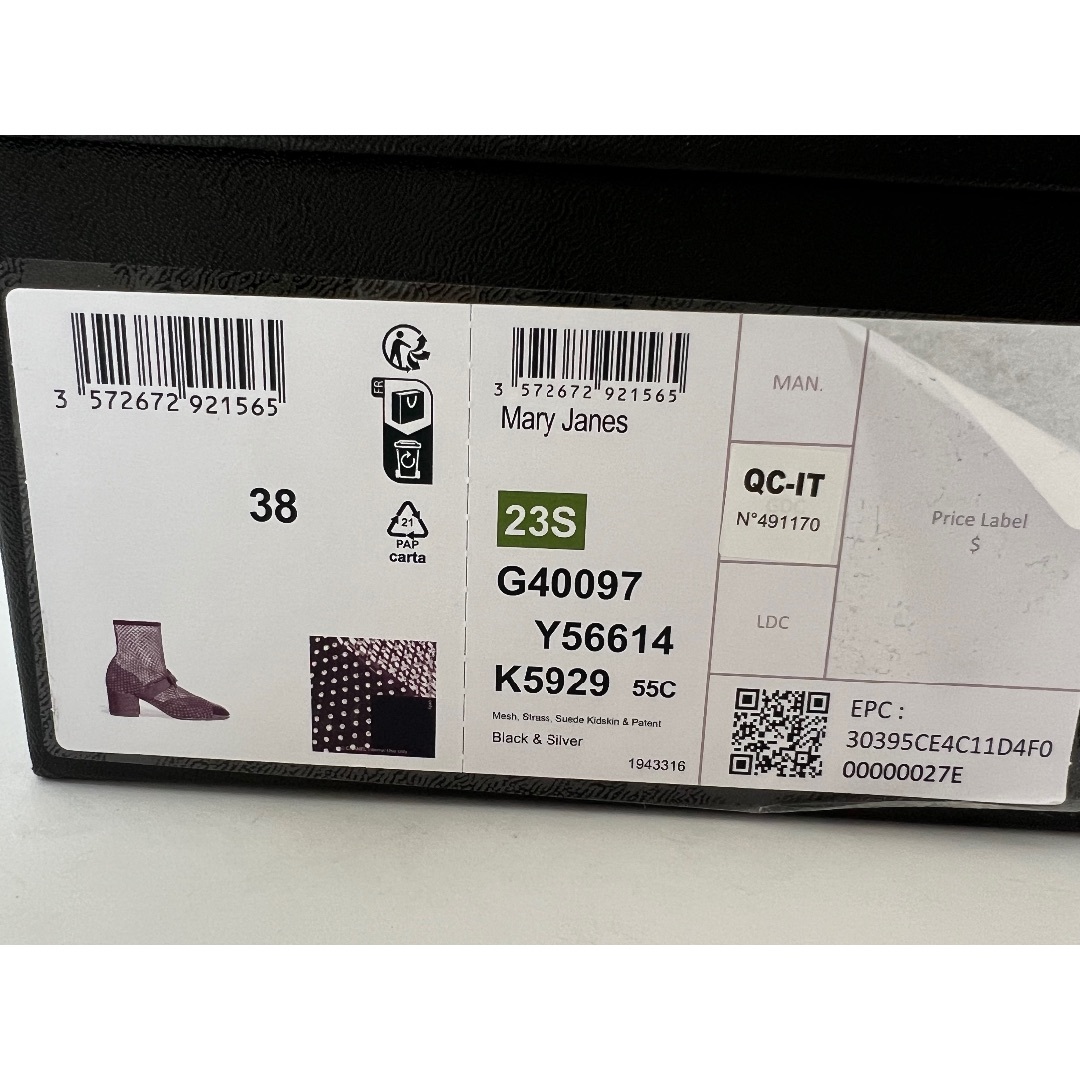 3 572672 921565
FR
38
21
PAP
carta
3 572672 921565
Mary Janes
23S
G40097
Y56614
K5929 55C
Mesh, Strass, Suede Kidskin & Patent
Black & Silver
1943316
MAN.
QC-IT
N°491170
LDC
Price Label
$
EPC :
30395CE4C11D4F0
00000027E